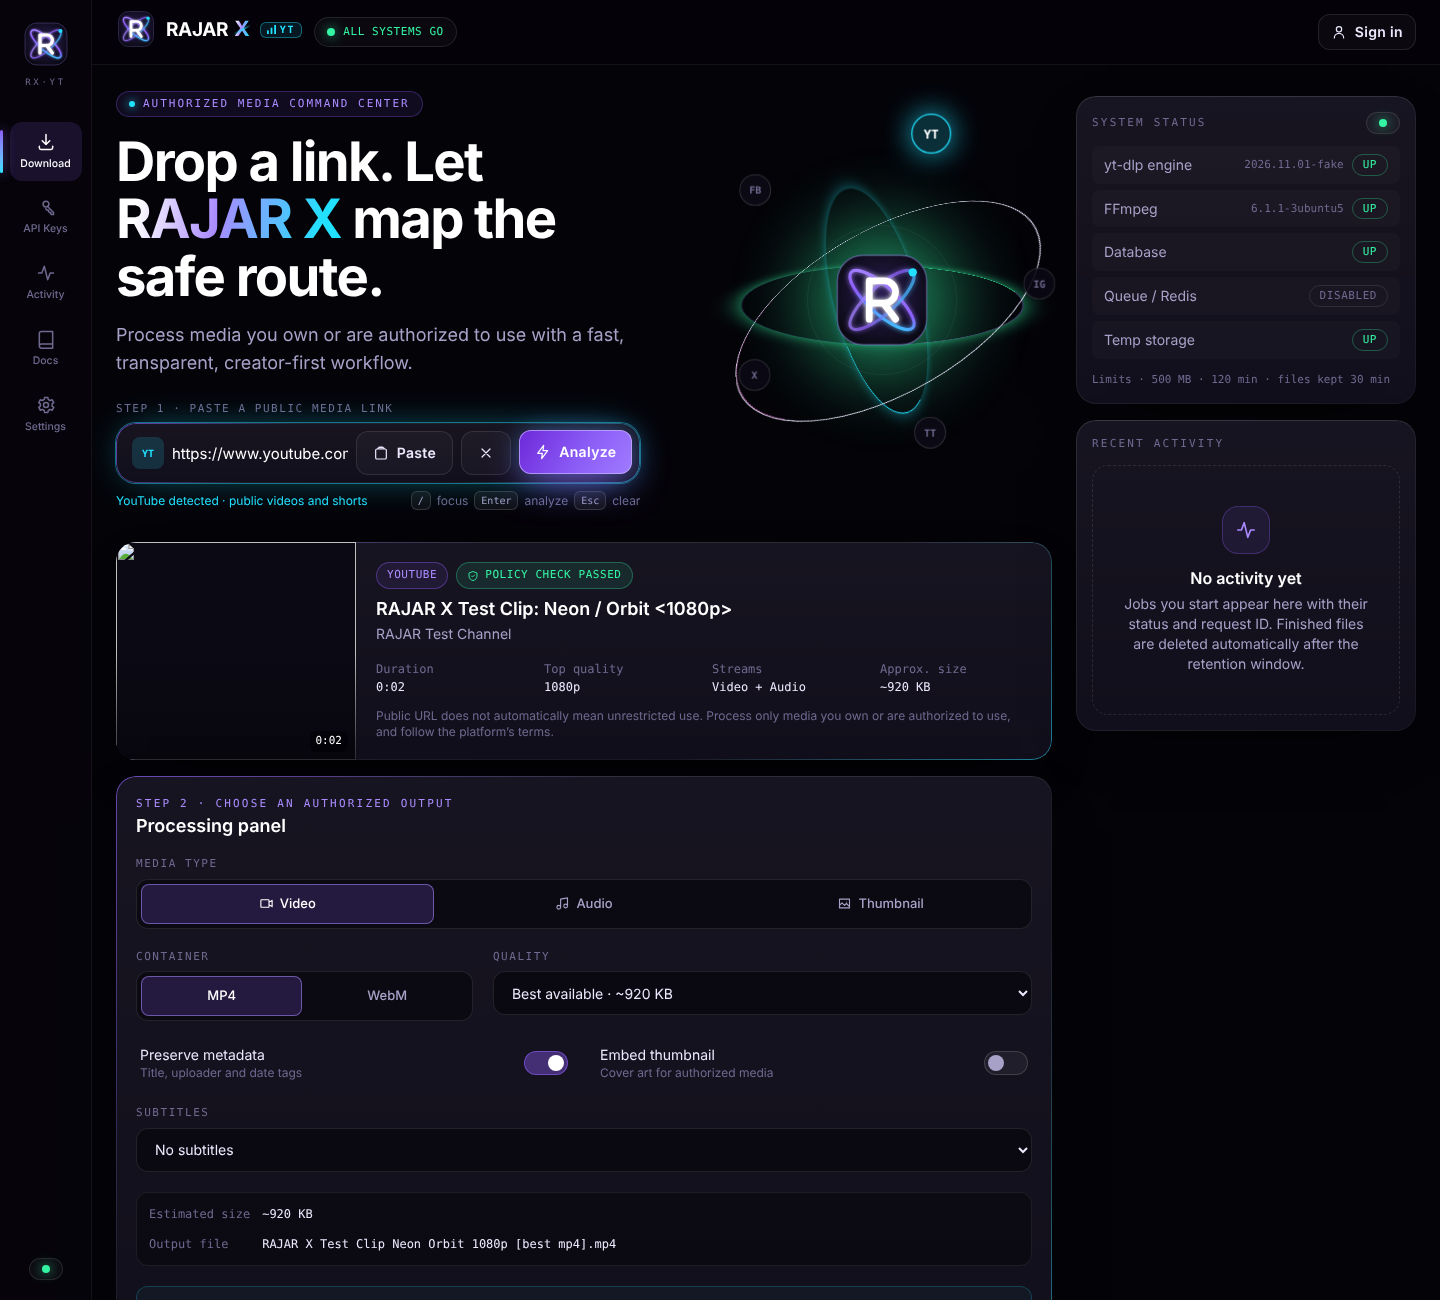 RX·YT
Download
API Keys
Activity
Docs
Settings
RAJAR X
YT
ALL SYSTEMS GO
Sign in
AUTHORIZED MEDIA COMMAND CENTER
Drop a link. Let
RAJAR X map the
safe route.
Process media you own or are authorized to use with a fast,
transparent, creator-first workflow.
STEP 1 · PASTE A PUBLIC MEDIA LINK
YT
https://www.youtube.cor
Paste
Analyze
YouTube detected · public videos and shorts
/ focus Enter analyze Esc clear
YT
FB
IG
X
TT
R
YOUTUBE
POLICY CHECK PASSED
RAJAR X Test Clip: Neon / Orbit <1080p>
RAJAR Test Channel
Duration
0:02
Top quality
1080p
Streams
Video + Audio
Approx. size
~920 KB
Public URL does not automatically mean unrestricted use. Process only media you own or are authorized to use,
and follow the platform's terms.
0:02
STEP 2 · CHOOSE AN AUTHORIZED OUTPUT
Processing panel
MEDIA TYPE
Video
Audio
Thumbnail
CONTAINER
MP4
WebM
QUALITY
Best available · ~920 KB
Preserve metadata
Title, uploader and date tags
Embed thumbnail
Cover art for authorized media
SUBTITLES
No subtitles
Estimated size ~920 KB
Output file RAJAR X Test Clip Neon Orbit 1080p [best mp4].mp4
SYSTEM STATUS
yt-dlp engine 2026.11.01-fake UP
FFmpeg 6.1.1-3ubuntu5 UP
Database UP
Queue / Redis DISABLED
Temp storage UP
Limits · 500 MB · 120 min · files kept 30 min
RECENT ACTIVITY
No activity yet
Jobs you start appear here with their
status and request ID. Finished files
are deleted automatically after the
retention window.